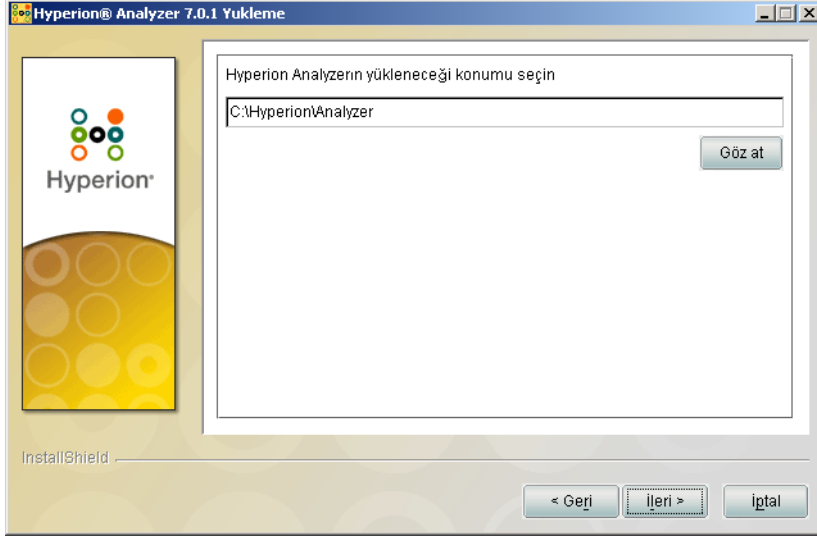 Hyperion® Analyzer 7.0.1 Yukleme
Hyperion Analyzerın yükleneceği konumu seçin
C:\Hyperion\Analyzer
Göz at
Hyperion
InstallShield
< Geri
İleri >
İptal